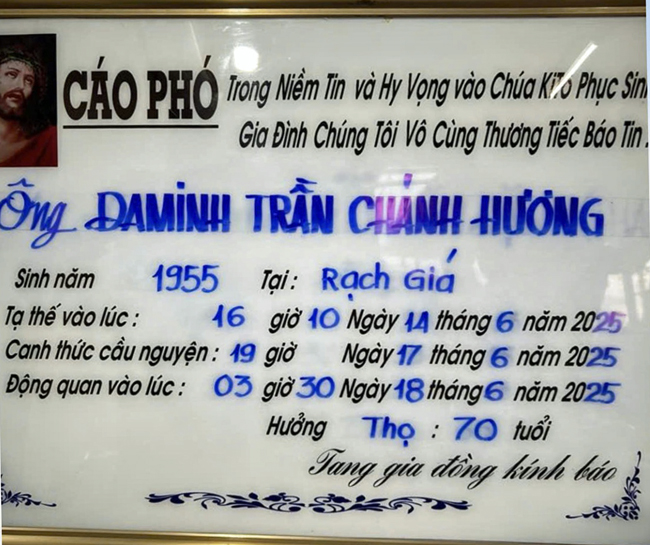 CÁO PHÓ Trong Niềm Tin và Hy Vọng vào Chúa KiTô Phục Sin
Gia Đình Chúng Tôi Vô Cùng Thương Tiếc Báo Tin .
Ông ĐAMINH TRẦN CHÁNH HƯƠNG
Sinh năm 1955 Tại : Rạch Giá
Tạ thế vào lúc : 16 giờ 10 Ngày 14 tháng 6 năm 2025
Canh thức cầu nguyện : 19 giờ Ngày 17 tháng 6 năm 2025
Động quan vào lúc : 03 giờ 30 Ngày 18 tháng 6 năm 2025
Hưởng Thọ : 70 tuổi
Tang gia đồng kính báo